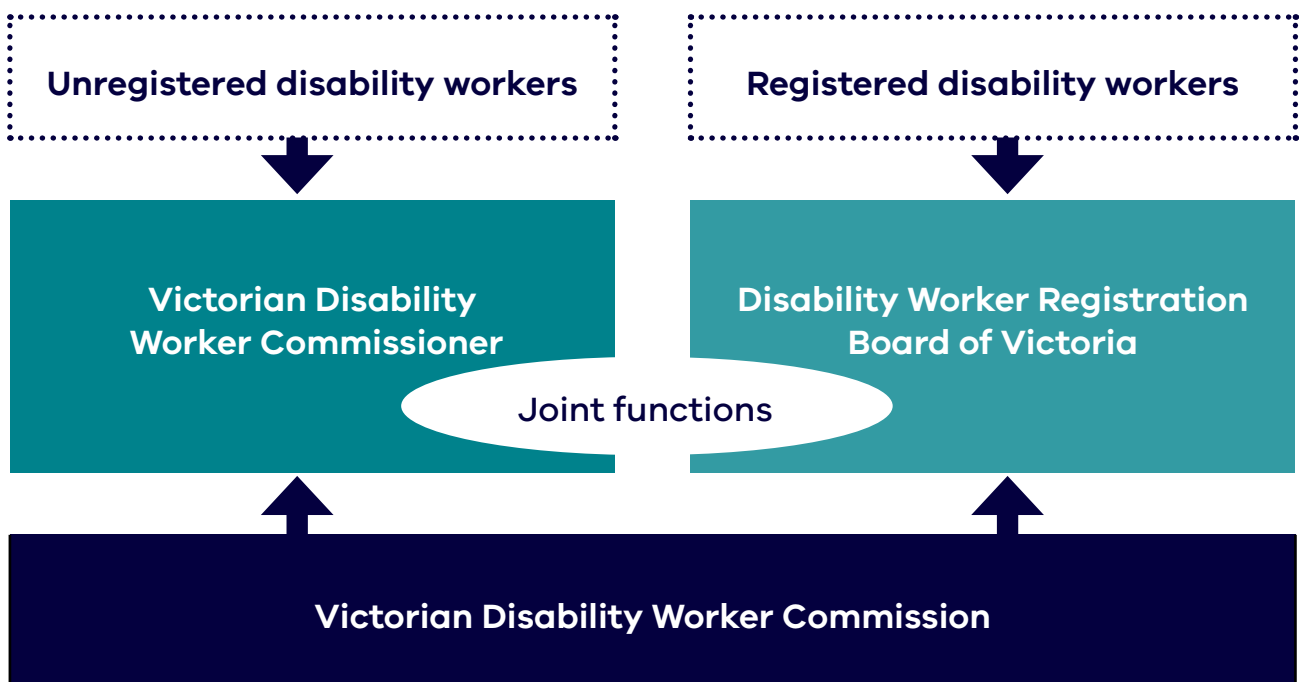 Unregistered disability workers
Registered disability workers
Victorian Disability
Worker Commissioner
Disability Worker Registration
Board of Victoria
Joint functions
Victorian Disability Worker Commission